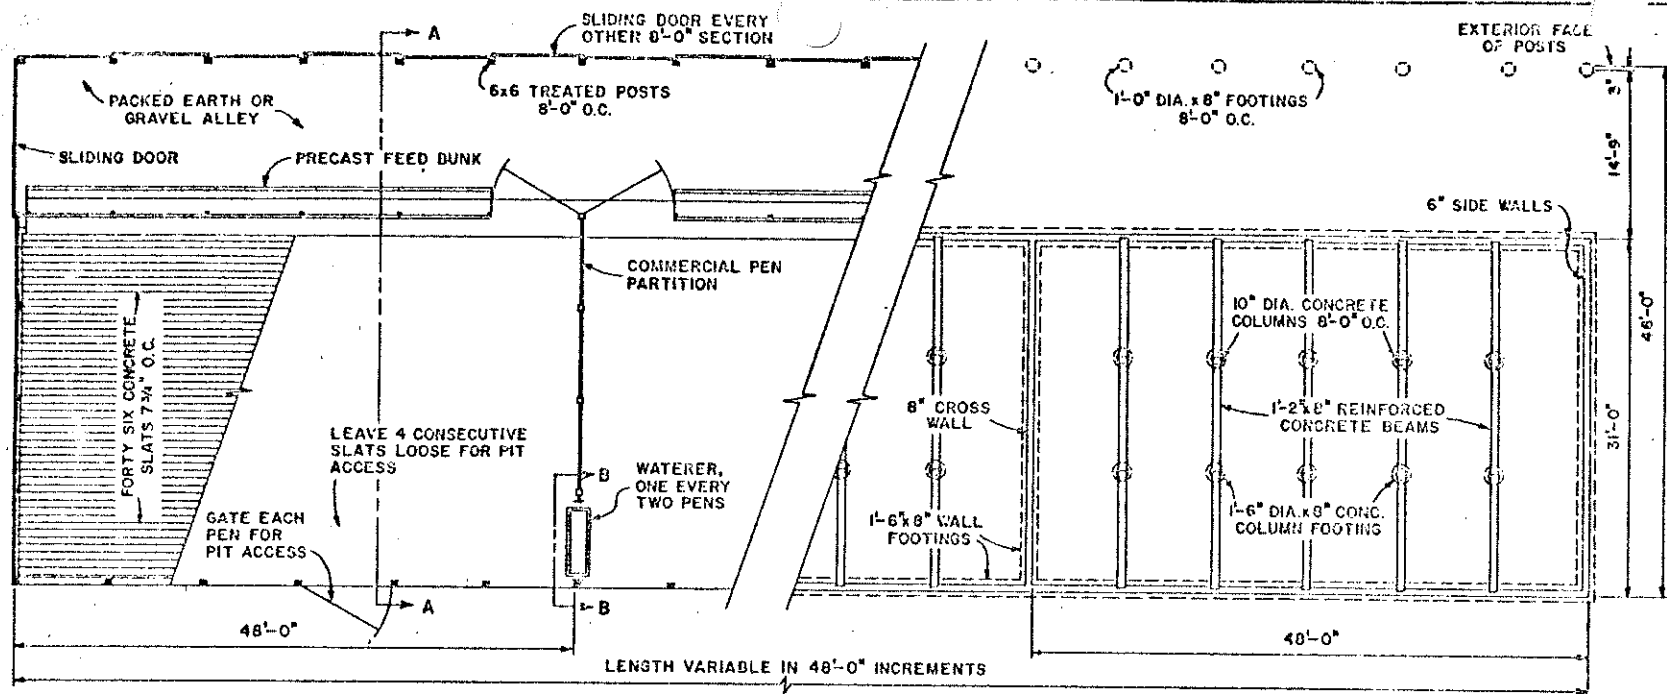 A
SLIDING DOOR EVERY
OTHER 8'-0" SECTION
EXTERIOR FACE
OF POSTS
PACKED EARTH OR
GRAVEL ALLEY
6x6 TREATED POSTS
8'-0" O.C.
1'-0" DIA. x 8" FOOTINGS
8'-0" O.C.
3"
14'-9"
SLIDING DOOR
PRECAST FEED BUNK
6" SIDE WALLS
COMMERCIAL PEN
PARTITION
10" DIA. CONCRETE
COLUMNS 8'-0" O.C.
46'-0"
FORTY SIX CONCRETE
SLATS 7 3/4" O.C.
8" CROSS
WALL
1'-2"x8" REINFORCED
CONCRETE BEAMS
31'-0"
LEAVE 4 CONSECUTIVE
SLATS LOOSE FOR PIT
ACCESS
B
WATERER,
ONE EVERY
TWO PENS
GATE EACH
PEN FOR
PIT ACCESS
1'-6"x8" WALL
FOOTINGS
1'-6" DIA. x 8" CONC.
COLUMN FOOTING
A
B
48'-0"
48'-0"
LENGTH VARIABLE IN 48'-0" INCREMENTS